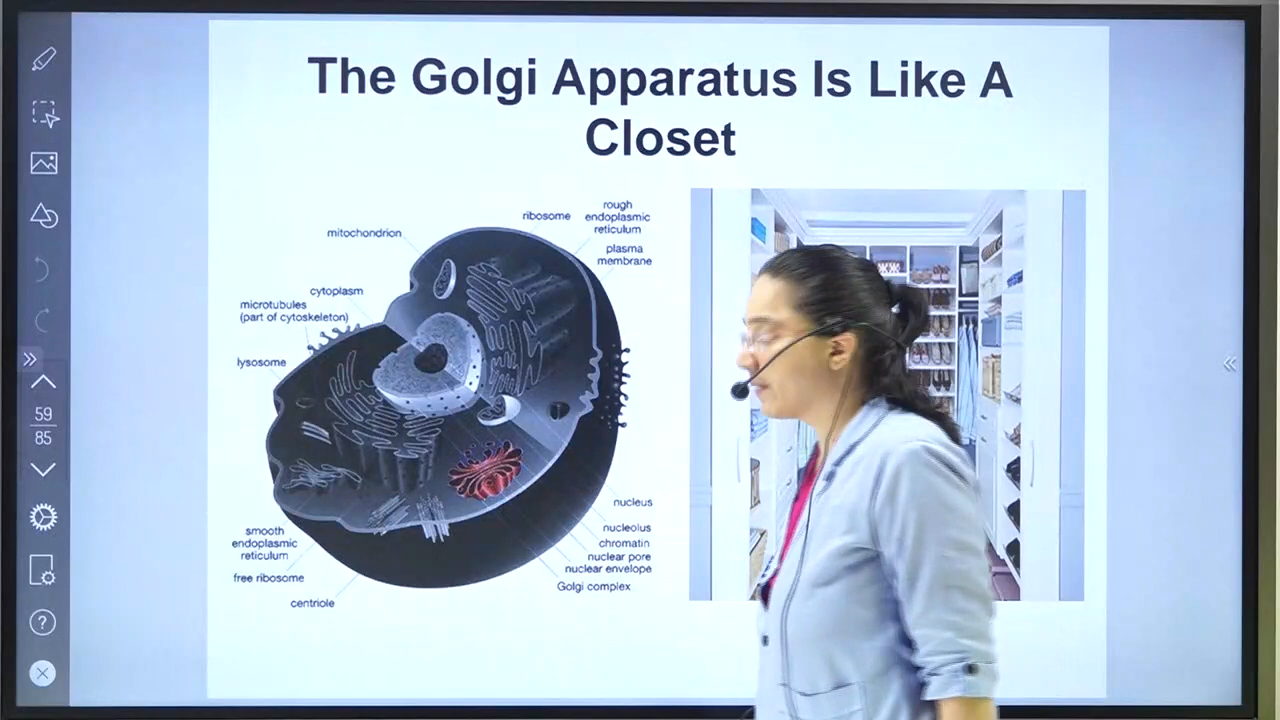 The Golgi Apparatus Is Like A
Closet
ribosome
rough
endoplasmic
reticulum
mitochondrion
plasma
membrane
cytoplasm
microtubules
(part of cytoskeleton)
lysosome
59
85
nucleus
nucleolus
chromatin
nuclear pore
nuclear envelope
Golgi complex
smooth
endoplasmic
reticulum
free ribosome
centriole
?